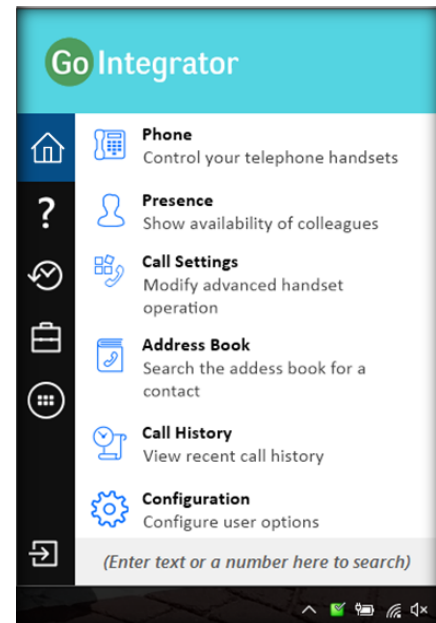 Go Integrator
Phone
Control your telephone handsets
?
Presence
Show availability of colleagues
Call Settings
Modify advanced handset
operation
Address Book
Search the addess book for a
contact
Call History
View recent call history
Configuration
Configure user options
(Enter text or a number here to search)